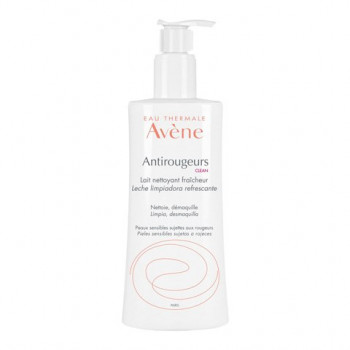 EAU THERMALE
Avène
Antirougeurs
CLEAN
Lait nettoyant fraîcheur
Leche limpiadora refrescante
Nettoie, démaquille
Limpia, desmaquilla
Peaux sensibles sujettes aux rougeurs
Pieles sensibles sujetas a rojeces
PARIS